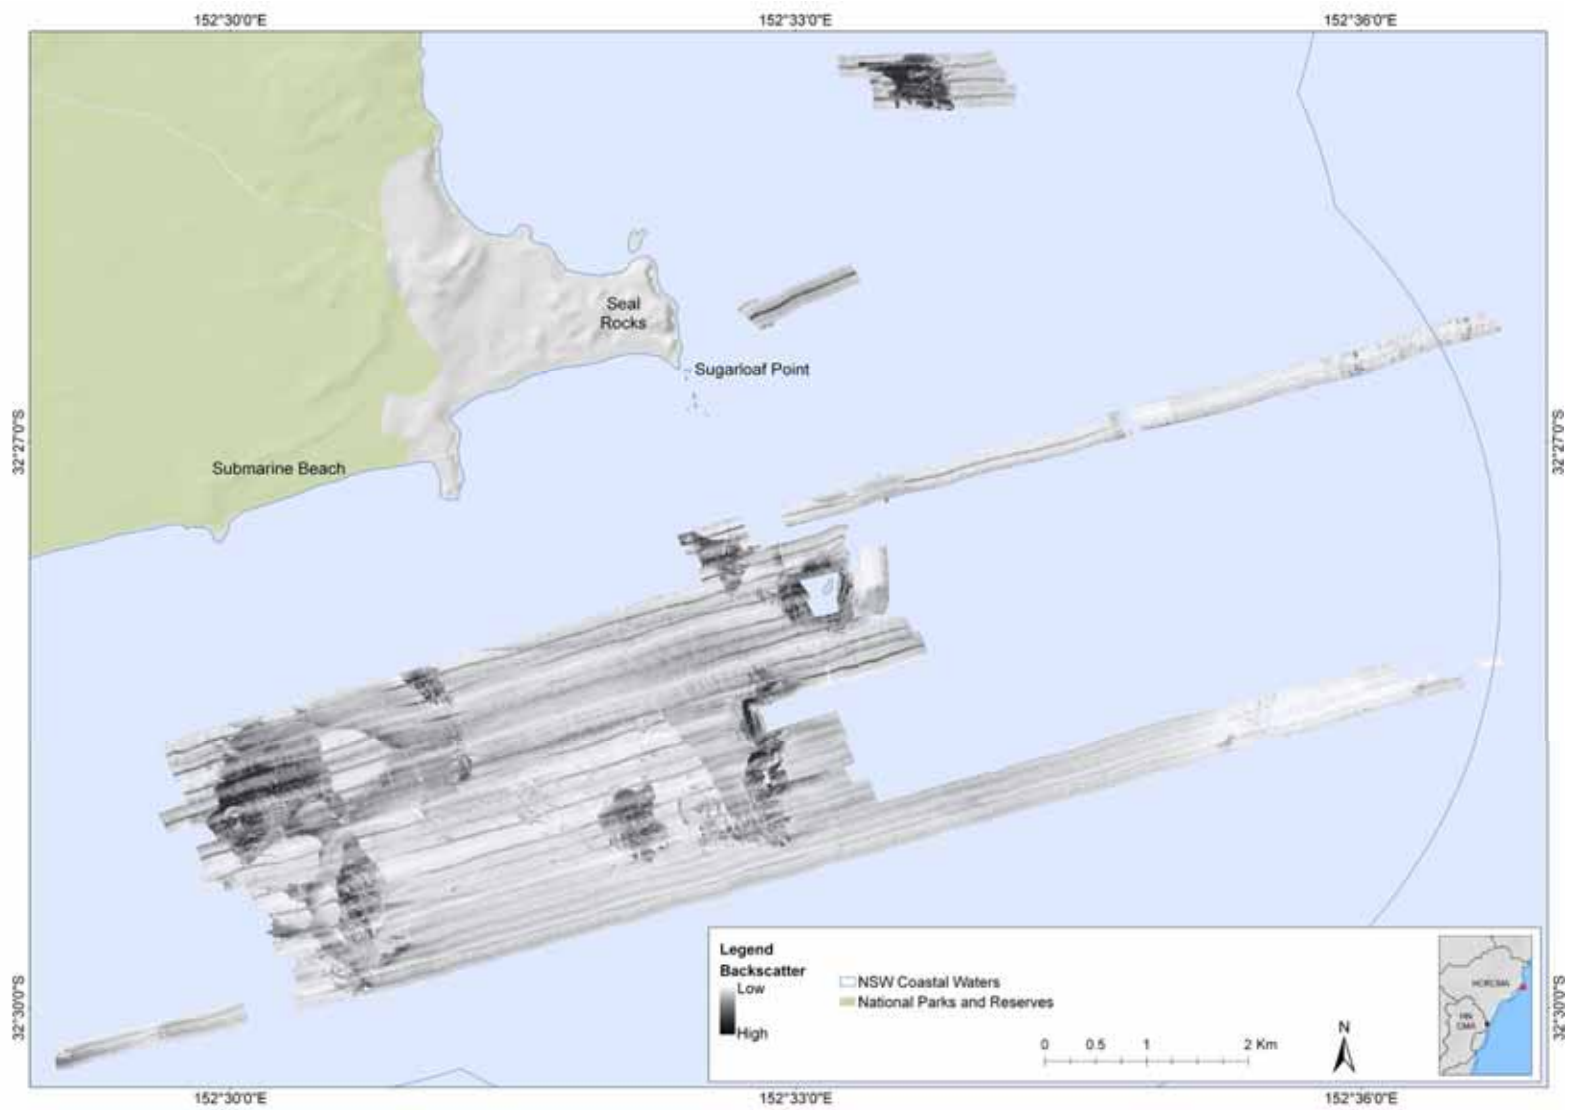 152°30'0"E
152°33'0"E
152°36'0"E
Seal
Rocks
Sugarloaf Point
32°27'0"S
32°27'0"S
Submarine Beach
Legend
Backscatter
Low
High
NSW Coastal Waters
National Parks and Reserves
0 0.5 1 2 Km
N
HCRCMA
CMA
32°30'0"S
32°30'0"S
152°30'0"E
152°33'0"E
152°36'0"E